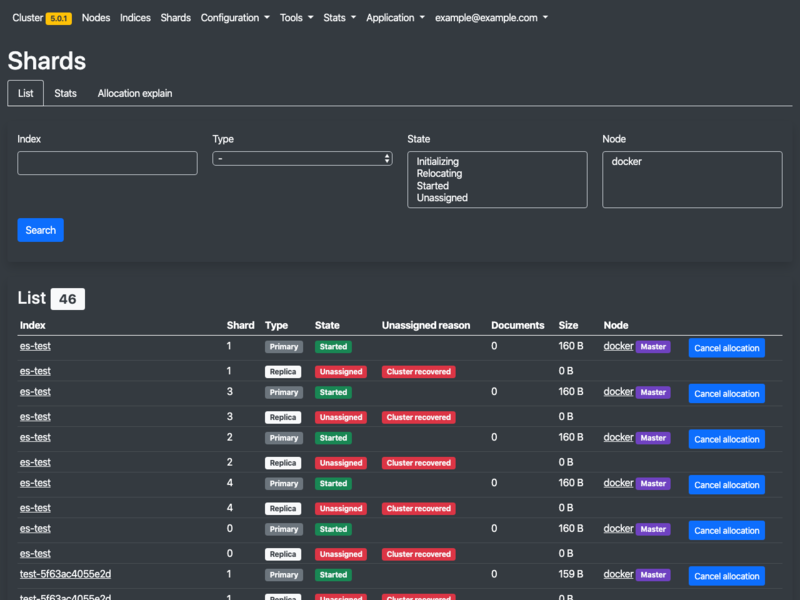 Cluster 5.0.1 Nodes Indices Shards Configuration Tools Stats Application example@example.com
Shards
List Stats Allocation explain
Index Type State Node
-
Initializing
Relocating
Started
Unassigned
docker
Search
List 46
Index Shard Type State Unassigned reason Documents Size Node
es-test 1 Primary Started 0 160 B docker Master Cancel allocation
es-test 1 Replica Unassigned Cluster recovered 0 B
es-test 3 Primary Started 0 160 B docker Master Cancel allocation
es-test 3 Replica Unassigned Cluster recovered 0 B
es-test 2 Primary Started 0 160 B docker Master Cancel allocation
es-test 2 Replica Unassigned Cluster recovered 0 B
es-test 4 Primary Started 0 160 B docker Master Cancel allocation
es-test 4 Replica Unassigned Cluster recovered 0 B
es-test 0 Primary Started 0 160 B docker Master Cancel allocation
es-test 0 Replica Unassigned Cluster recovered 0 B
test-5f63ac4055e2d 1 Primary Started 0 159 B docker Master Cancel allocation
test-5f63ac4055e2d 1 Replica Unassigned Cluster recovered 0 B